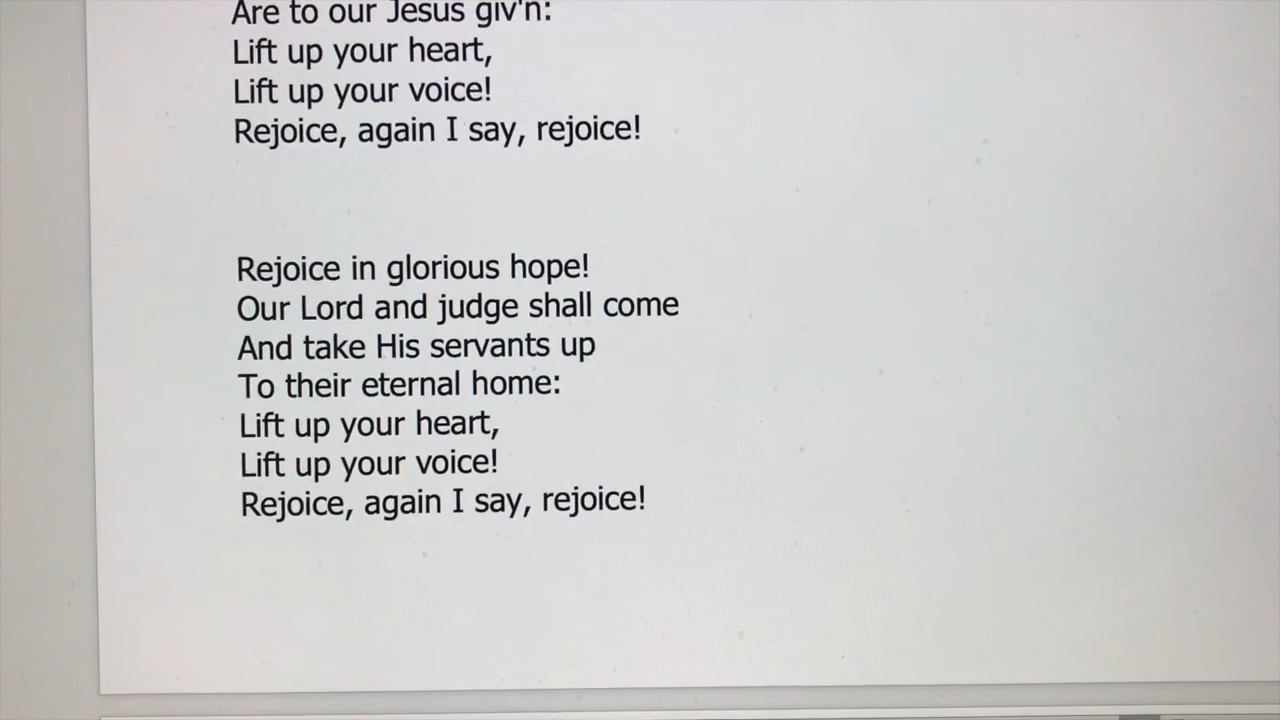 Are to our Jesus giv'n:
Lift up your heart,
Lift up your voice!
Rejoice, again I say, rejoice!
Rejoice in glorious hope!
Our Lord and judge shall come
And take His servants up
To their eternal home:
Lift up your heart,
Lift up your voice!
Rejoice, again I say, rejoice!